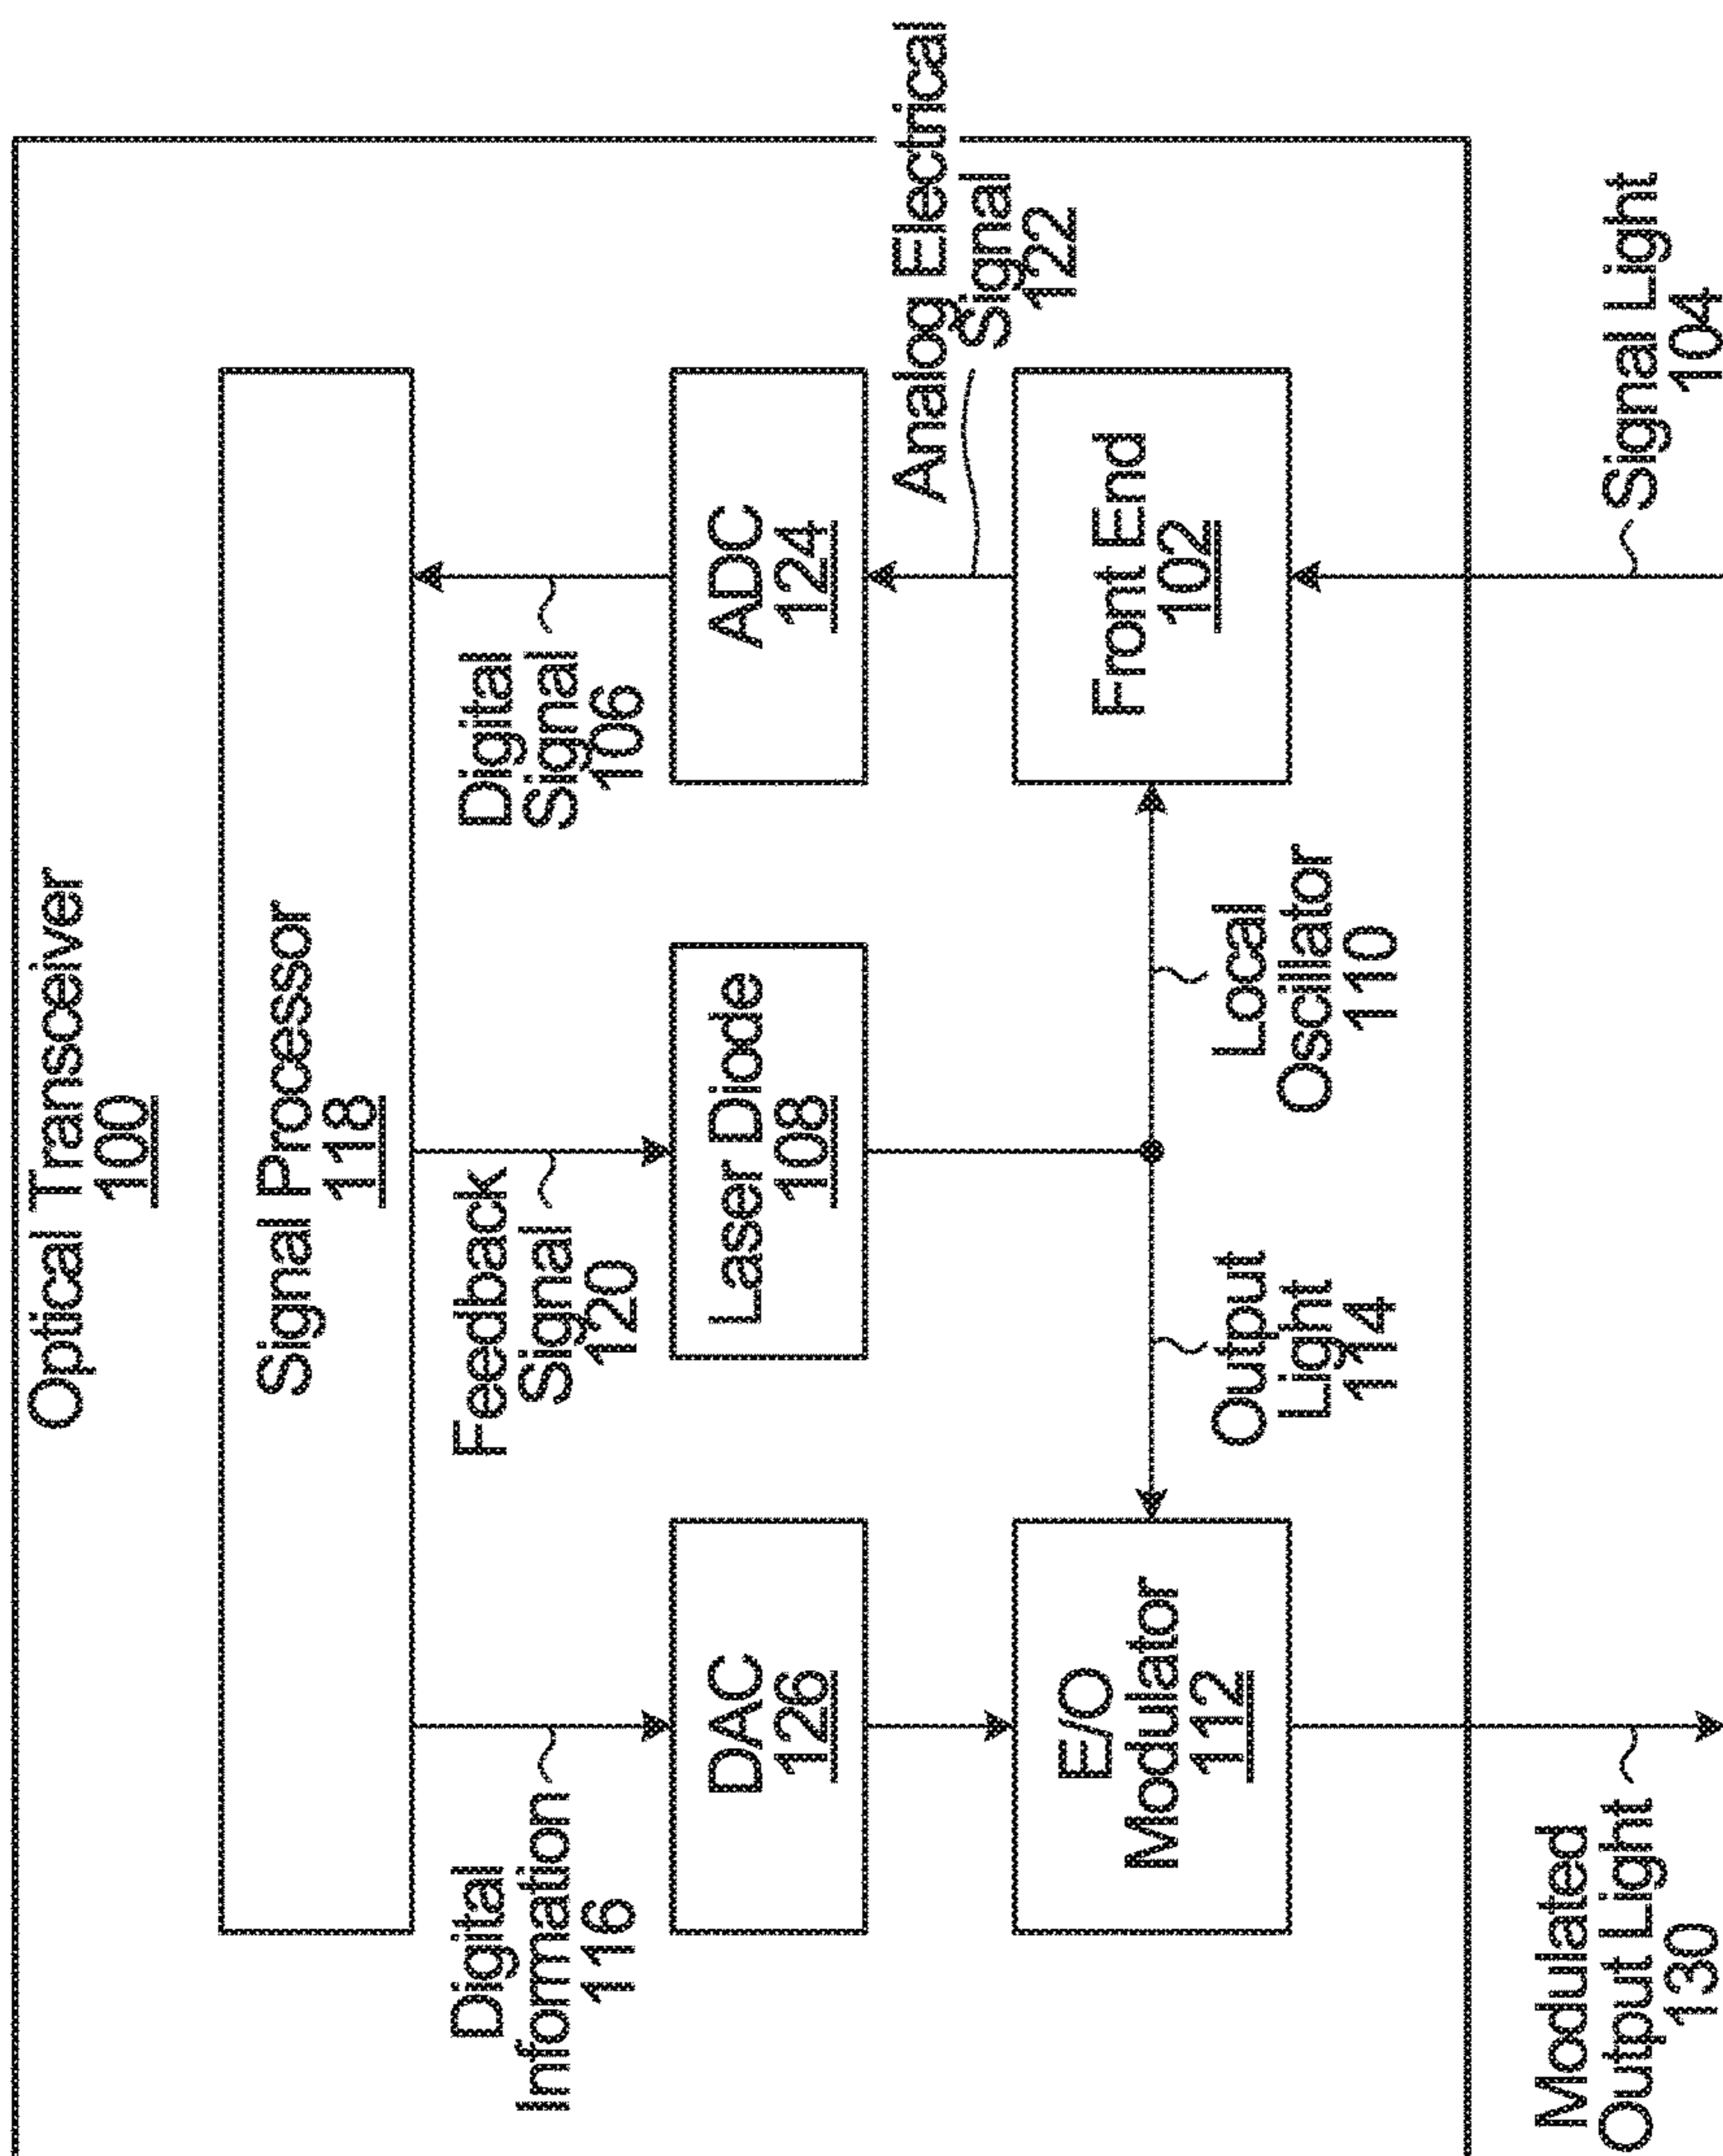 Optical Transceiver
100
Signal Processor
118
Digital
Information
116
Feedback
Signal
120
Digital
Signal
106
DAC
126
Laser Diode
108
ADC
124
Analog Electrical
Signal
122
E/O
Modulator
112
Output
Light
114
Local
Oscillator
110
Front End
102
Modulated
Output Light
130
Signal Light
104